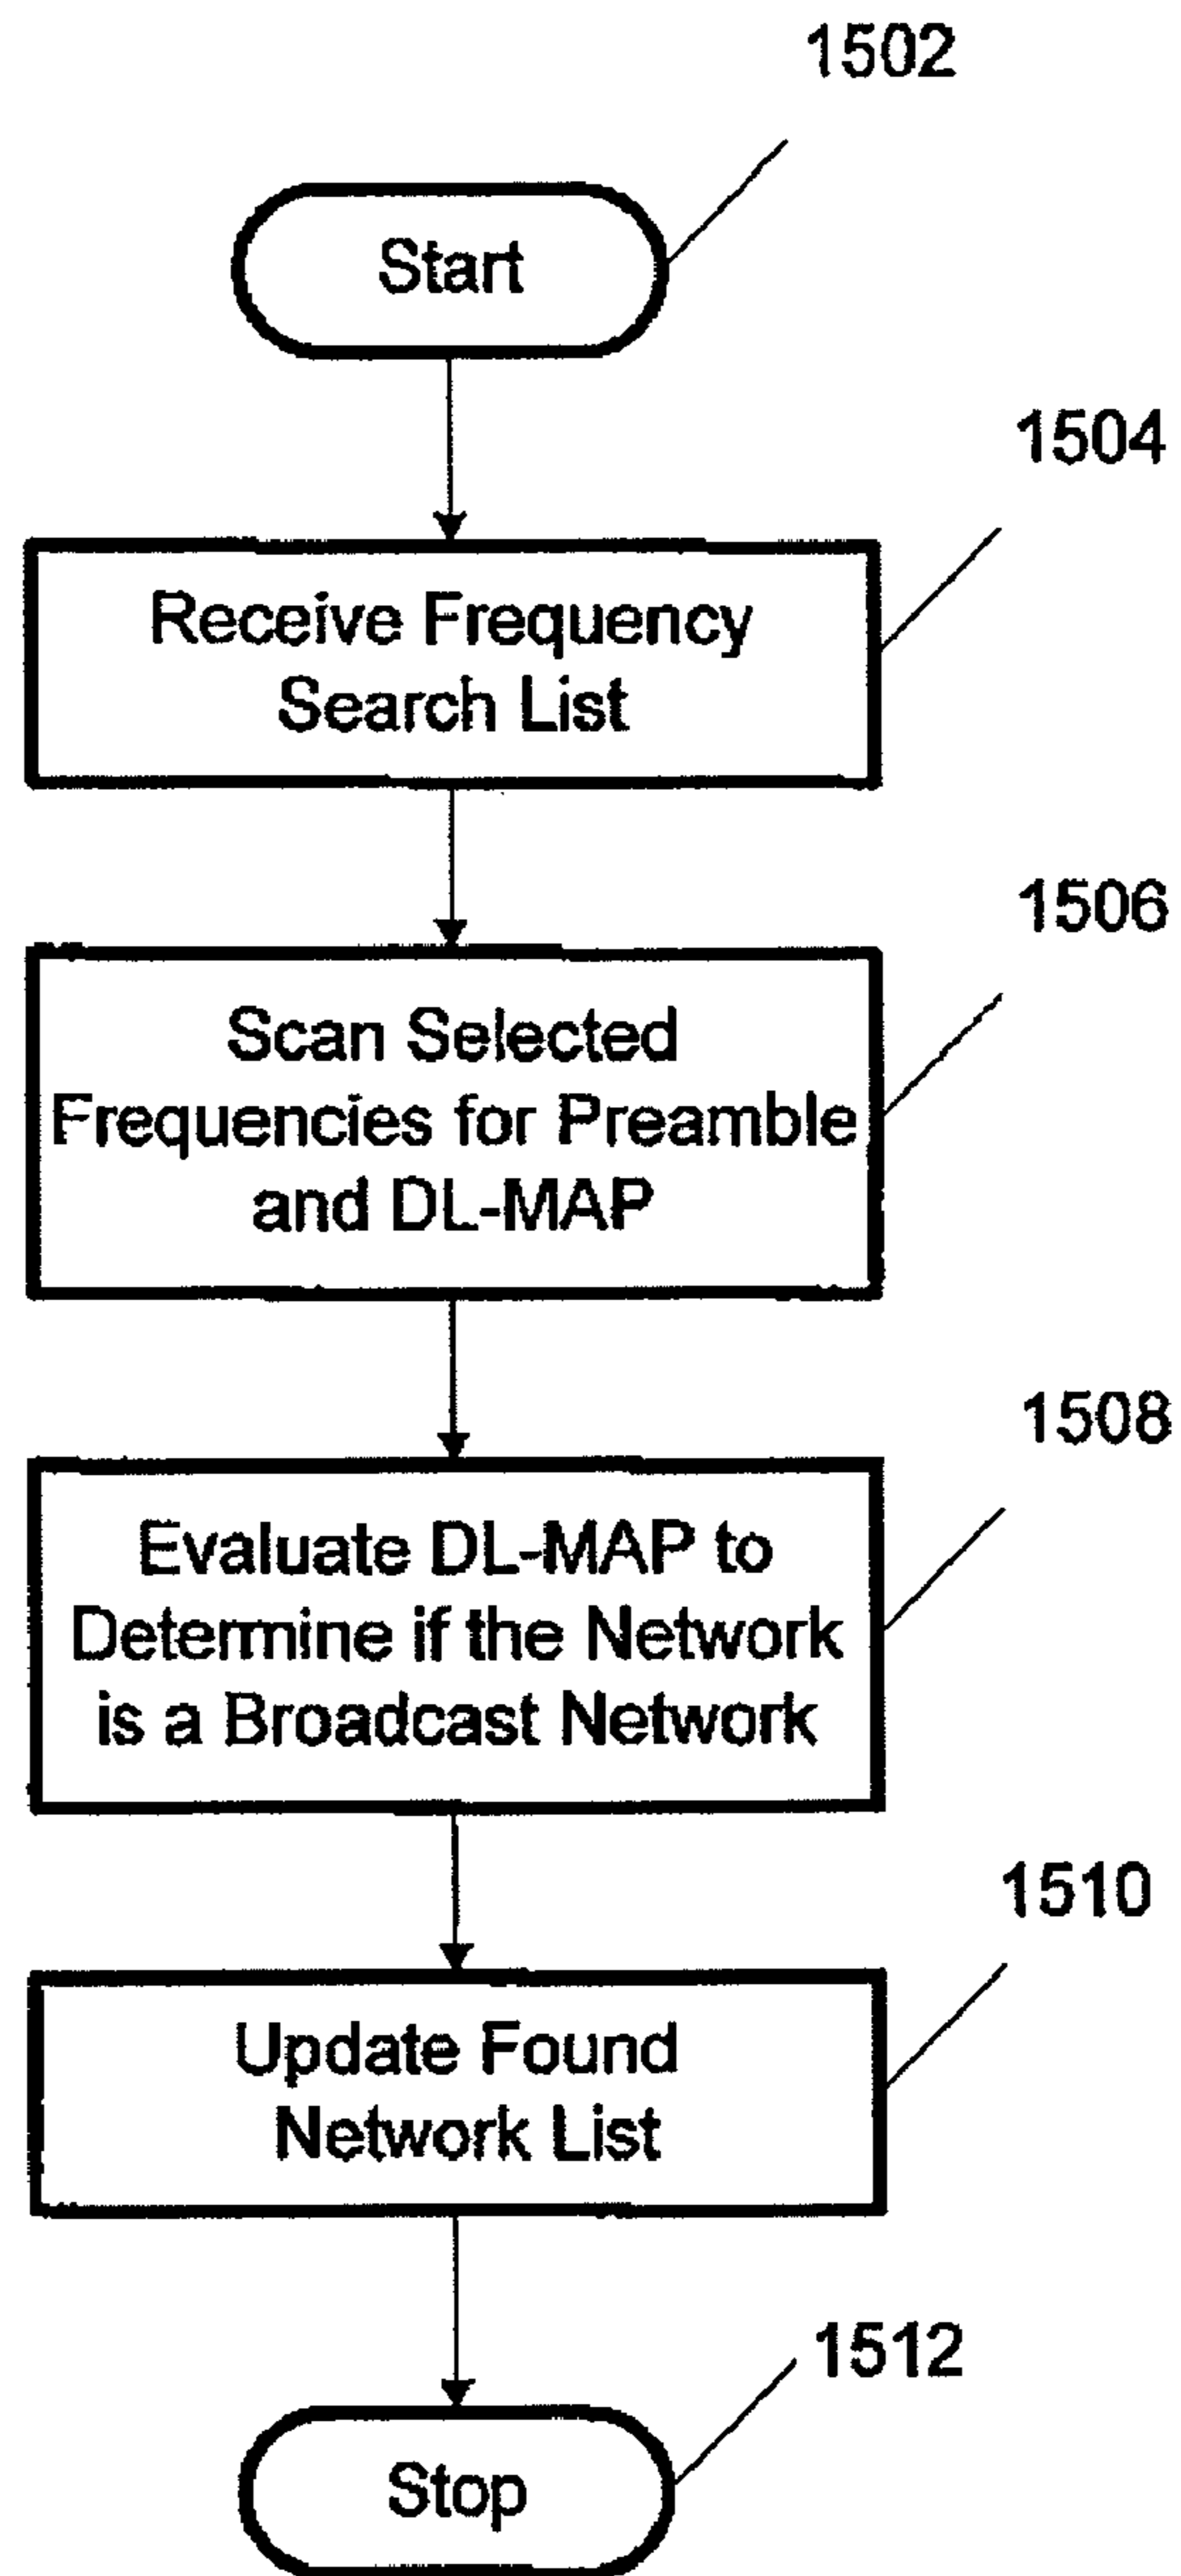 1502
Start
1504
Receive Frequency
Search List
1506
Scan Selected
Frequencies for Preamble
and DL-MAP
1508
Evaluate DL-MAP to
Determine if the Network
is a Broadcast Network
1510
Update Found
Network List
1512
Stop